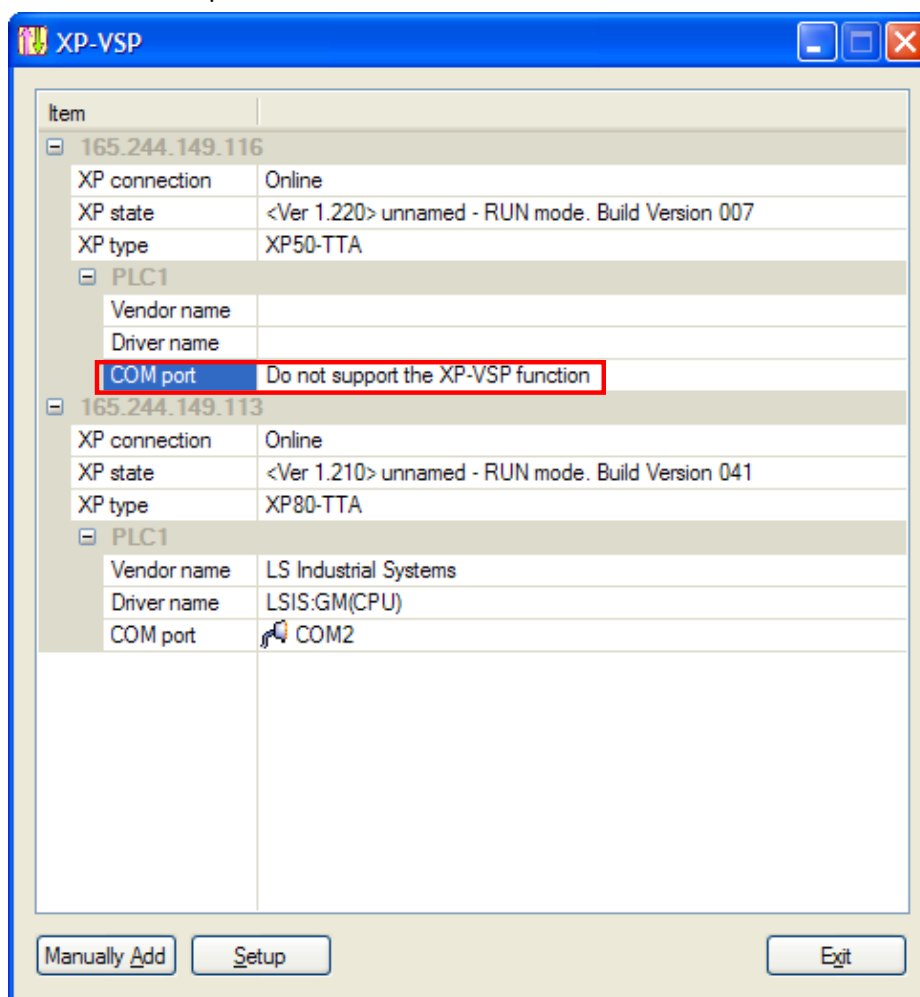 XP-VSP
Item
165.244.149.116
XP connection Online
XP state <Ver 1.220> unnamed - RUN mode. Build Version 007
XP type XP50-TTA
PLC1
Vendor name
Driver name
COM port Do not support the XP-VSP function
165.244.149.113
XP connection Online
XP state <Ver 1.210> unnamed - RUN mode. Build Version 041
XP type XP80-TTA
PLC1
Vendor name LS Industrial Systems
Driver name LSIS:GM(CPU)
COM port COM2
Manually Add Setup Exit